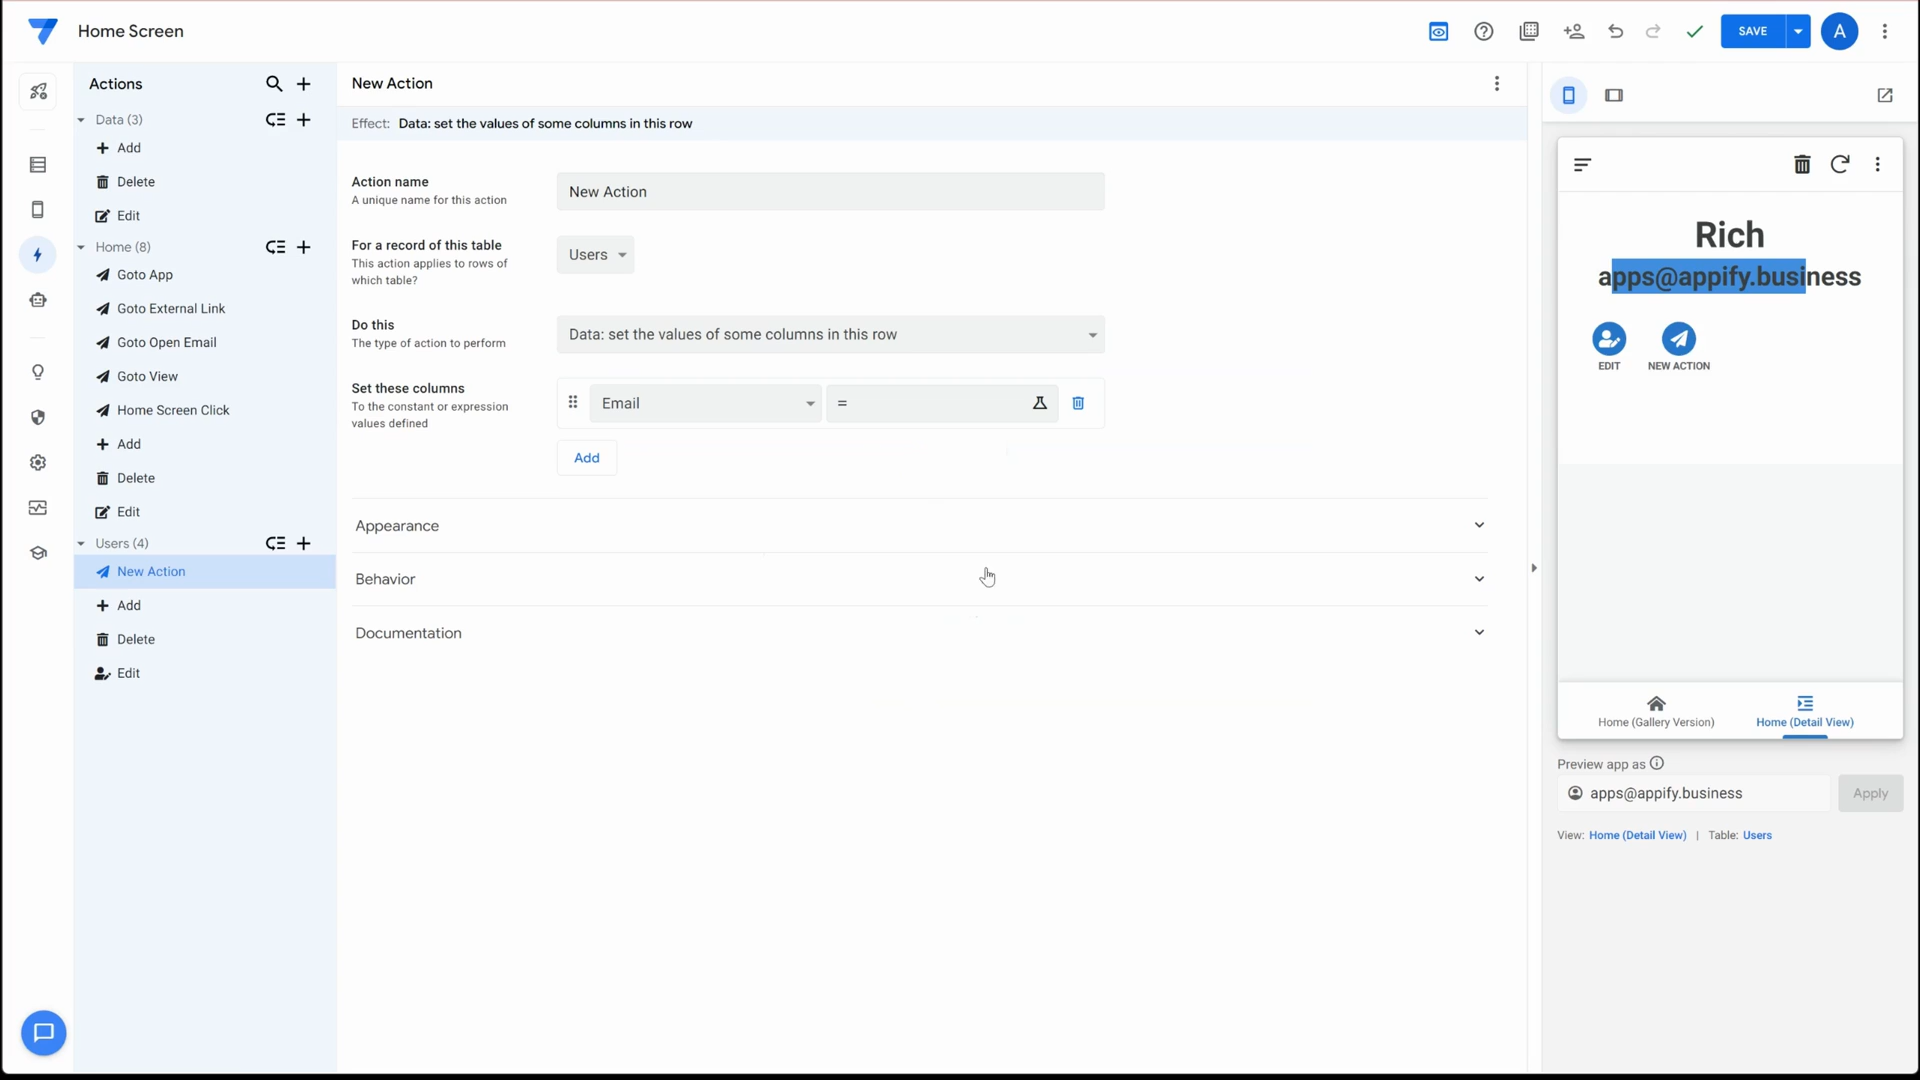 Home Screen
SAVE
A
Actions
Data (3)
Add
Delete
Edit
Home (8)
Goto App
Goto External Link
Goto Open Email
Goto View
Home Screen Click
Add
Delete
Edit
Users (4)
New Action
Add
Delete
Edit
New Action
Effect: Data: set the values of some columns in this row
Action name
A unique name for this action
New Action
For a record of this table
This action applies to rows of
which table?
Users
Do this
The type of action to perform
Data: set the values of some columns in this row
Set these columns
To the constant or expression
values defined
Email
=
Add
Appearance
Behavior
Documentation
Rich
apps@appify.business
EDIT
NEW ACTION
Home (Gallery Version)
Home (Detail View)
Preview app as
apps@appify.business
Apply
View: Home (Detail View) | Table: Users